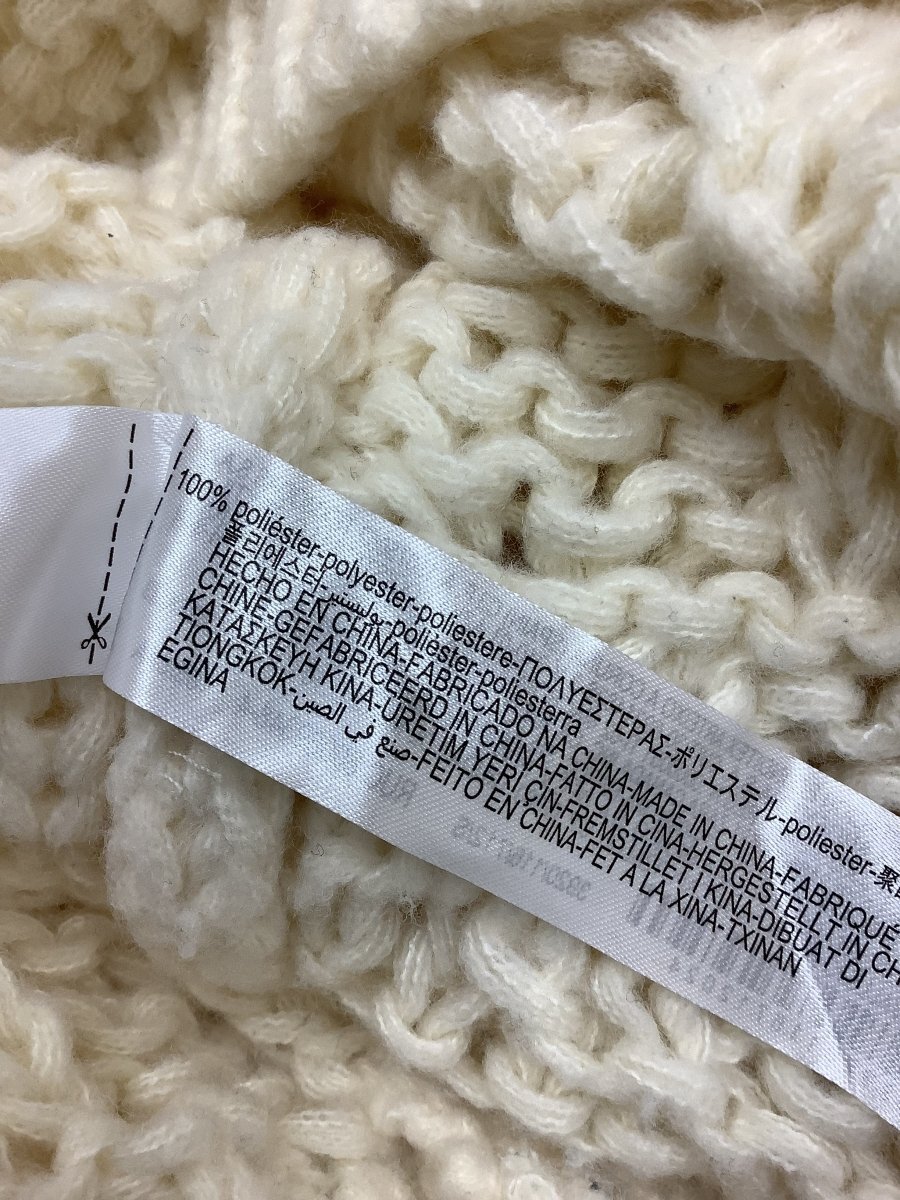 100% poliéster-polyester-poliestere-ΠΟΛΥΕΣΤΕΡΑΣ-ポリエステル-poliester-聚
폴리에스터-بوليستر-poliester-poliesterra
HECHO EN CHINA-FABRICADO NA CHINA-MADE IN CHINA-FABRIQUÉ
CHINE-GEFABRICEERD IN CHINA-FATTO IN CINA-HERGESTELLT IN
ΚΑΤΑΣΚΕΥΗ ΚΙΝΑ-URETIM YERİ ÇİN-FREMSTILLET I KINA-DIBUAT DI
TIONGKOK-صنع في الصين-FEITO EN CHINA-FET A LA XINA-TXINAN
EGINA